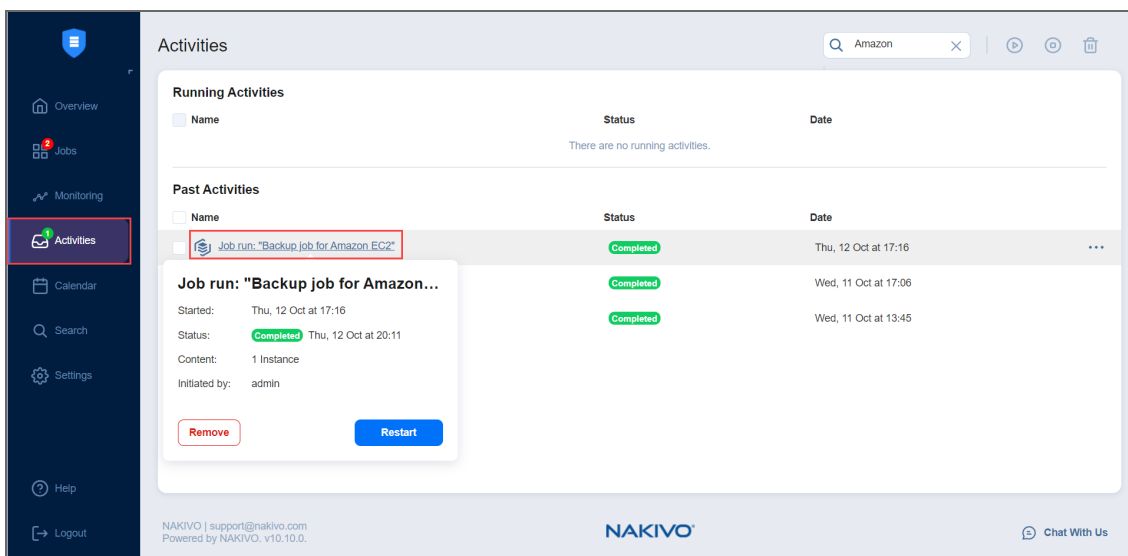 Activities
Amazon
Overview
2
Jobs
Monitoring
1
Activities
Calendar
Search
Settings
Help
Logout
Running Activities
Name Status Date
There are no running activities.
Past Activities
Name Status Date
Job run: "Backup job for Amazon EC2" Completed Thu, 12 Oct at 17:16
Completed Wed, 11 Oct at 17:06
Completed Wed, 11 Oct at 13:45
Job run: "Backup job for Amazon...
Started: Thu, 12 Oct at 17:16
Status: Completed Thu, 12 Oct at 20:11
Content: 1 Instance
Initiated by: admin
Remove Restart
NAKIVO | support@nakivo.com
Powered by NAKIVO. v10.10.0.
NAKIVO®
Chat With Us